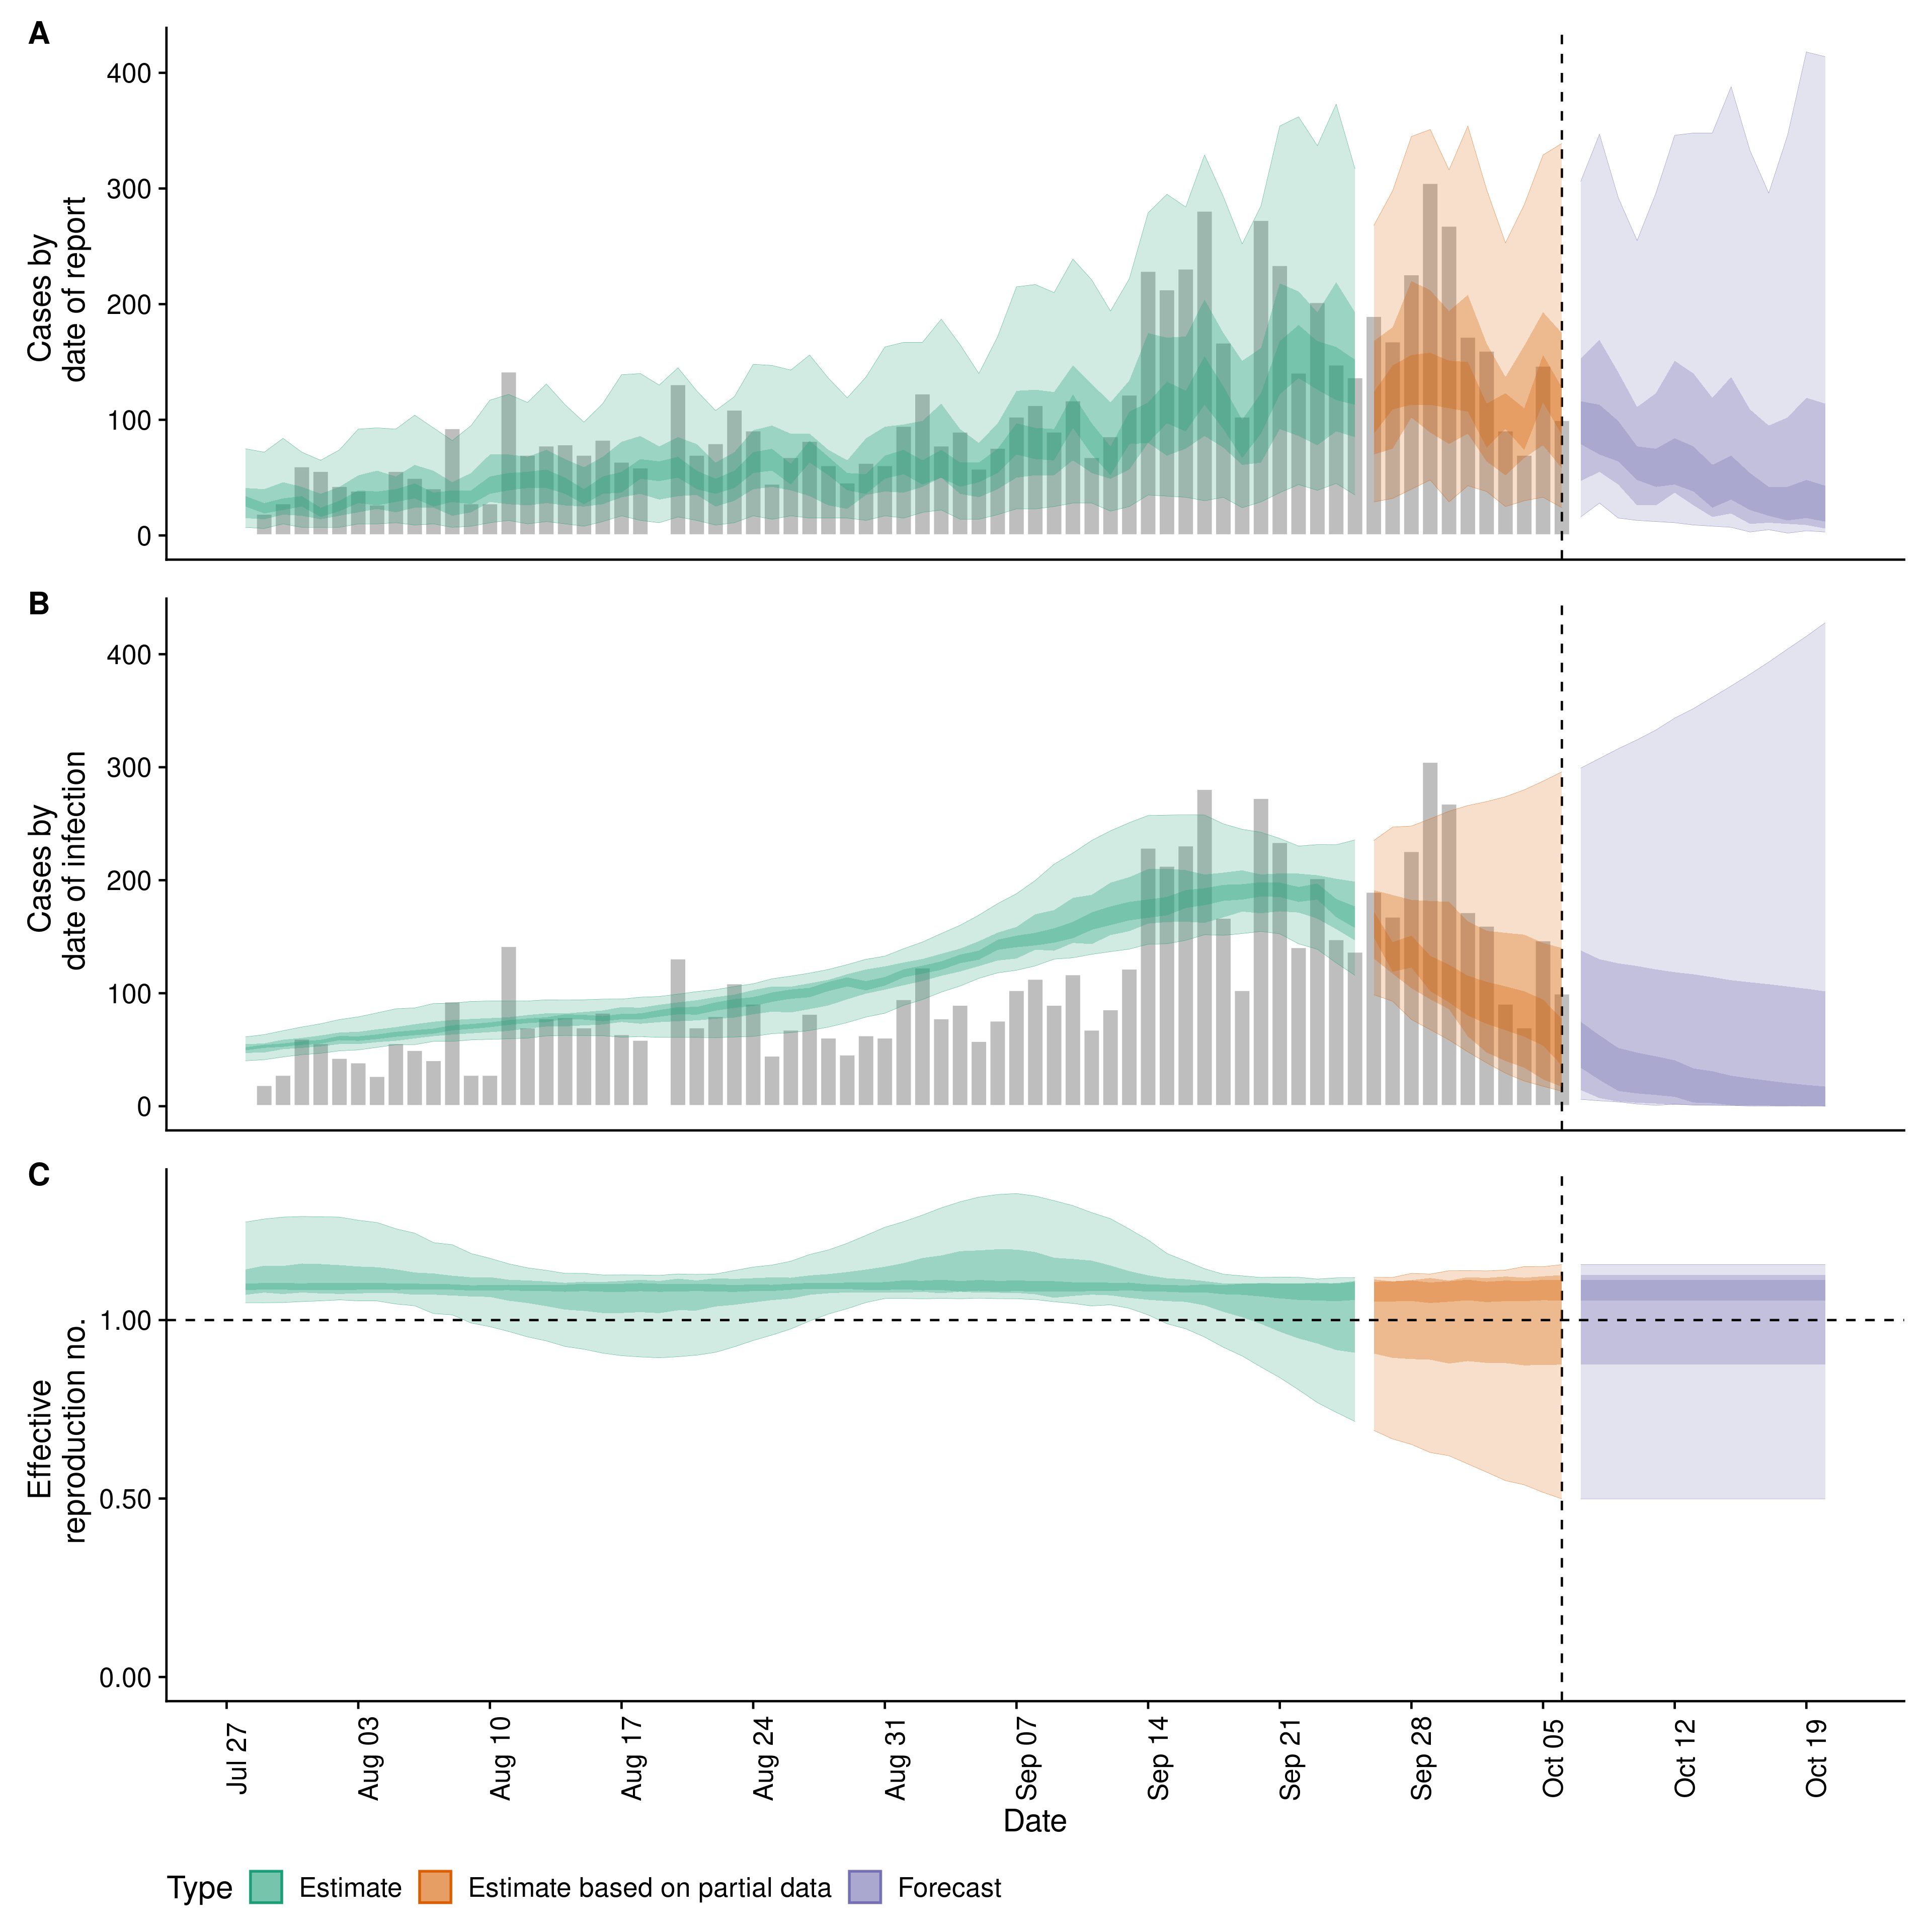 A
400
300
200
100
0
Cases by
date of report
B
400
300
200
100
0
Cases by
date of infection
C
1.00
0.50
0.00
Effective
reproduction no.
Jul 27
Aug 03
Aug 10
Aug 17
Aug 24
Aug 31
Sep 07
Sep 14
Sep 21
Sep 28
Oct 05
Oct 12
Oct 19
Date
Type Estimate Estimate based on partial data Forecast